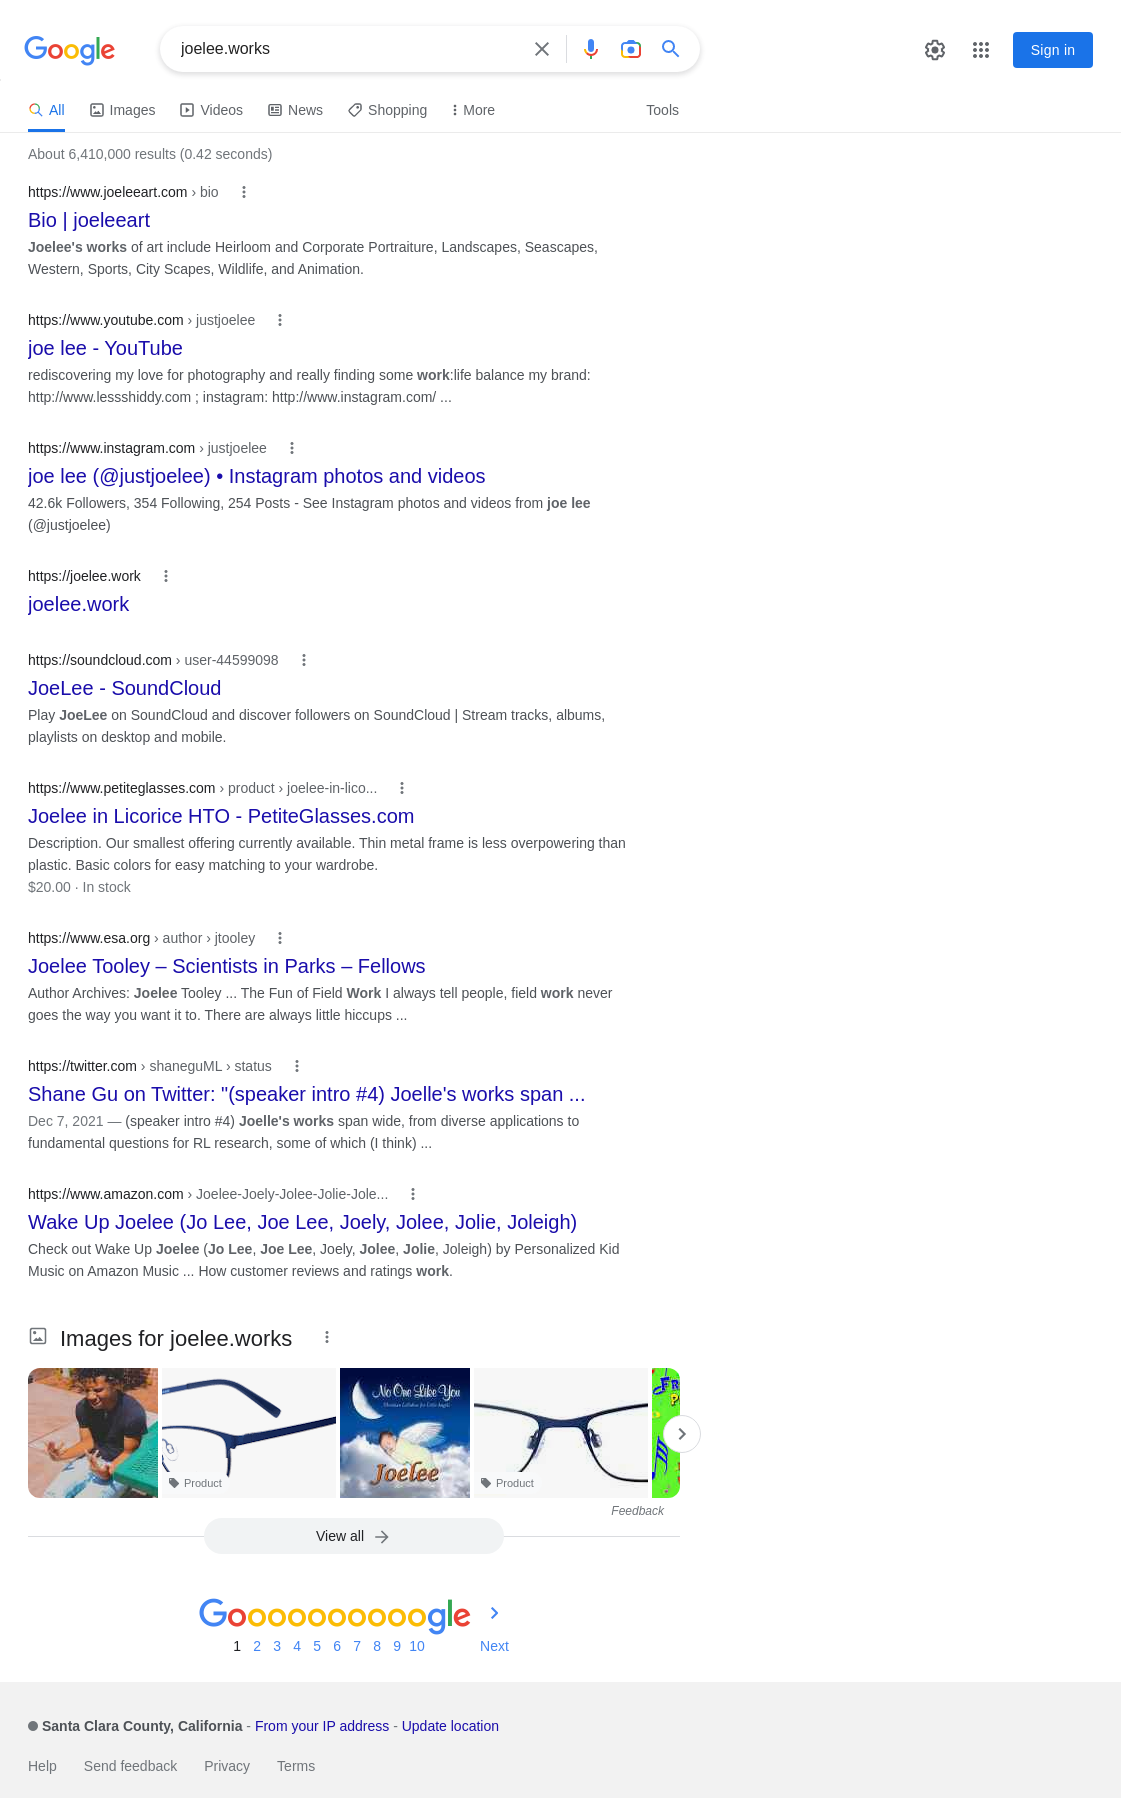 Google
joelee.works
Sign in
All
Images
Videos
News
Shopping
More
Tools
About 6,410,000 results (0.42 seconds)
https://www.joeleeart.com › bio
Bio | joeleeart
Joelee's works of art include Heirloom and Corporate Portraiture, Landscapes, Seascapes,
Western, Sports, City Scapes, Wildlife, and Animation.
https://www.youtube.com › justjoelee
joe lee - YouTube
rediscovering my love for photography and really finding some work:life balance my brand:
http://www.lessshiddy.com ; instagram: http://www.instagram.com/ ...
https://www.instagram.com › justjoelee
joe lee (@justjoelee) • Instagram photos and videos
42.6k Followers, 354 Following, 254 Posts - See Instagram photos and videos from joe lee
(@justjoelee)
https://joelee.work
joelee.work
https://soundcloud.com › user-44599098
JoeLee - SoundCloud
Play JoeLee on SoundCloud and discover followers on SoundCloud | Stream tracks, albums,
playlists on desktop and mobile.
https://www.petiteglasses.com › product › joelee-in-lico...
Joelee in Licorice HTO - PetiteGlasses.com
Description. Our smallest offering currently available. Thin metal frame is less overpowering than
plastic. Basic colors for easy matching to your wardrobe.
$20.00 · In stock
https://www.esa.org › author › jtooley
Joelee Tooley – Scientists in Parks – Fellows
Author Archives: Joelee Tooley ... The Fun of Field Work I always tell people, field work never
goes the way you want it to. There are always little hiccups ...
https://twitter.com › shaneguML › status
Shane Gu on Twitter: "(speaker intro #4) Joelle's works span ...
Dec 7, 2021 — (speaker intro #4) Joelle's works span wide, from diverse applications to
fundamental questions for RL research, some of which (I think) ...
https://www.amazon.com › Joelee-Joely-Jolee-Jolie-Jole...
Wake Up Joelee (Jo Lee, Joe Lee, Joely, Jolee, Jolie, Joleigh)
Check out Wake Up Joelee (Jo Lee, Joe Lee, Joely, Jolee, Jolie, Joleigh) by Personalized Kid
Music on Amazon Music ... How customer reviews and ratings work.
Images for joelee.works
No One Like You
Christian Lullabies for Little Angels
Joelee
Product
Product
Feedback
View all
Goooooooooogle
1 2 3 4 5 6 7 8 9 10 Next
Santa Clara County, California - From your IP address - Update location
Help
Send feedback
Privacy
Terms